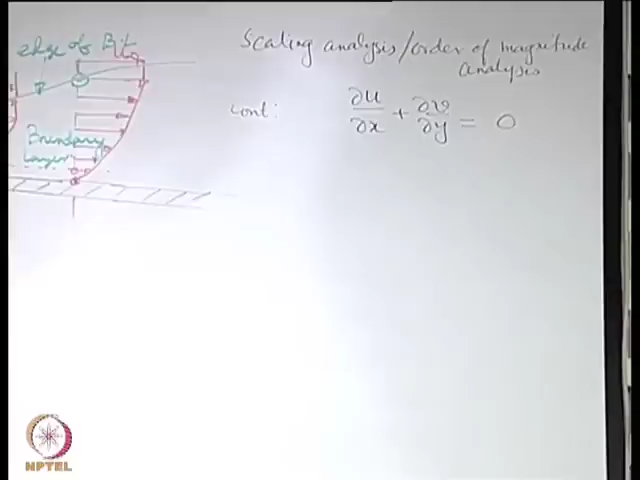 edge of BL
Scaling analysis/order of magnitude
analysis
Boundary
layer
cont: ∂u/∂x + ∂v/∂y = 0
NPTEL